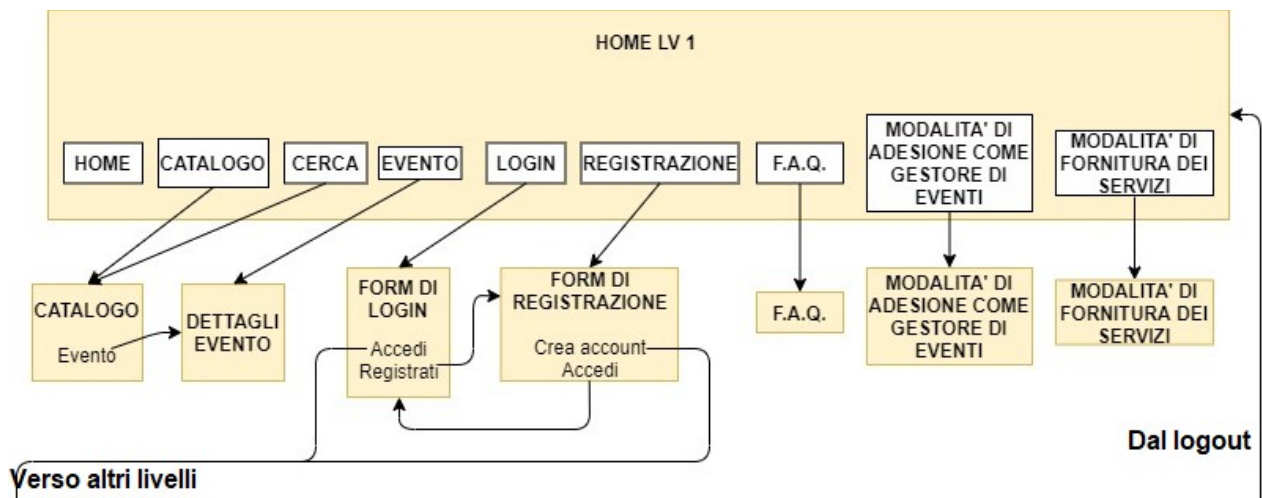 HOME LV 1
HOME
CATALOGO
CERCA
EVENTO
LOGIN
REGISTRAZIONE
F.A.Q.
MODALITA' DI
ADESIONE COME
GESTORE DI
EVENTI
MODALITA' DI
FORNITURA DEI
SERVIZI
CATALOGO
Evento
DETTAGLI
EVENTO
FORM DI
LOGIN
Accedi
Registrati
FORM DI
REGISTRAZIONE
Crea account
Accedi
F.A.Q.
MODALITA' DI
ADESIONE COME
GESTORE DI
EVENTI
MODALITA' DI
FORNITURA DEI
SERVIZI
Dal logout
Verso altri livelli